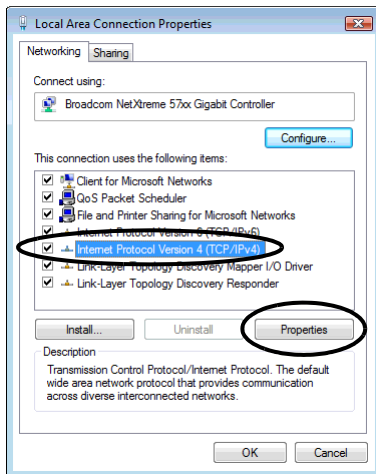 Local Area Connection Properties
Networking Sharing
Connect using:
Broadcom NetXtreme 57xx Gigabit Controller
Configure...
This connection uses the following items:
Client for Microsoft Networks
QoS Packet Scheduler
File and Printer Sharing for Microsoft Networks
Internet Protocol Version 6 (TCP/IPv6)
Internet Protocol Version 4 (TCP/IPv4)
Link-Layer Topology Discovery Mapper I/O Driver
Link-Layer Topology Discovery Responder
Install... Uninstall Properties
Description
Transmission Control Protocol/Internet Protocol. The default
wide area network protocol that provides communication
across diverse interconnected networks.
OK Cancel